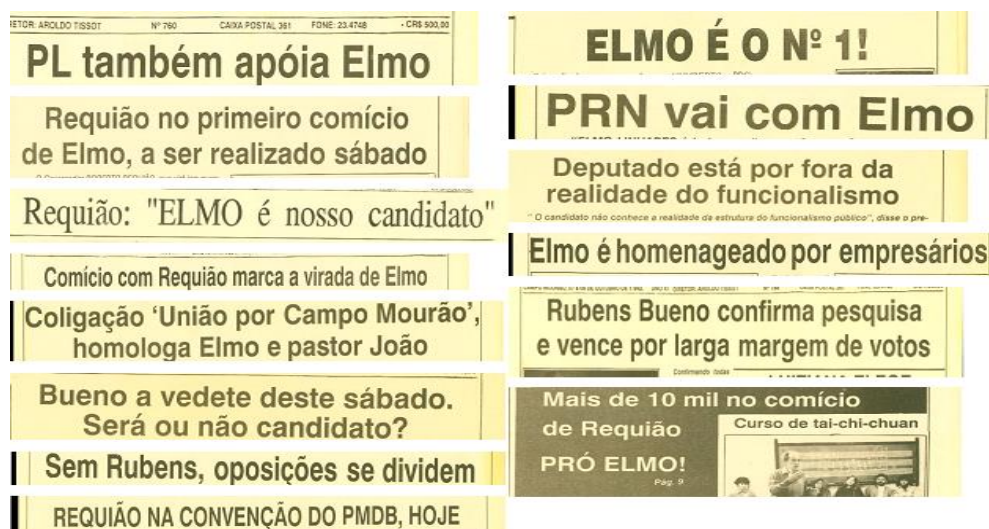 DIRETOR: AROLDO TISSOT Nº 760 CAIXA POSTAL 361 FONE: 23.4748 - CR$ 500,00
PL também apóia Elmo
Requião no primeiro comício
de Elmo, a ser realizado sábado
Requião: "ELMO é nosso candidato"
Comício com Requião marca a virada de Elmo
Coligação 'União por Campo Mourão',
homologa Elmo e pastor João
Bueno a vedete deste sábado.
Será ou não candidato?
Sem Rubens, oposições se dividem
REQUIÃO NA CONVENÇÃO DO PMDB, HOJE
ELMO É O Nº 1!
PRN vai com Elmo
Deputado está por fora da
realidade do funcionalismo
" O candidato não conhece a realidade da estrutura do funcionalismo público", disse o pre-
Elmo é homenageado por empresários
Rubens Bueno confirma pesquisa
e vence por larga margem de votos
Confirmando todas
Mais de 10 mil no comício
de Requião
PRÓ ELMO!
Pág. 9
Curso de tai-chi-chuan